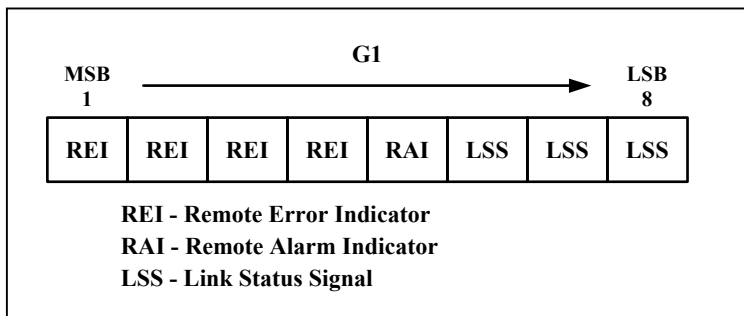 G1
MSB LSB
1 8
REI REI REI REI RAI LSS LSS LSS
REI - Remote Error Indicator
RAI - Remote Alarm Indicator
LSS - Link Status Signal